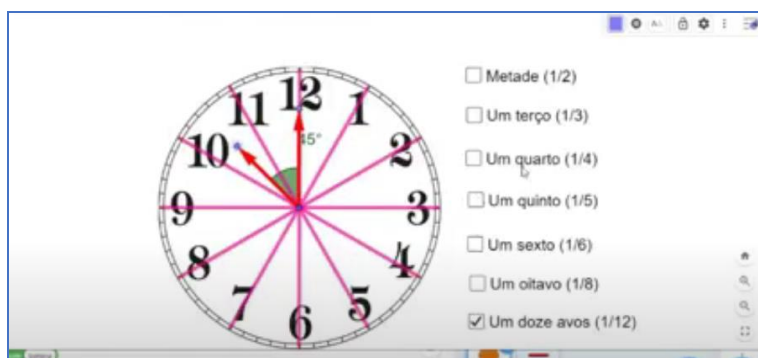 12
11
1
10
2
9
3
8
4
7
5
6
45°
Metade (1/2)
Um terço (1/3)
Um quarto (1/4)
Um quinto (1/5)
Um sexto (1/6)
Um oitavo (1/8)
Um doze avos (1/12)